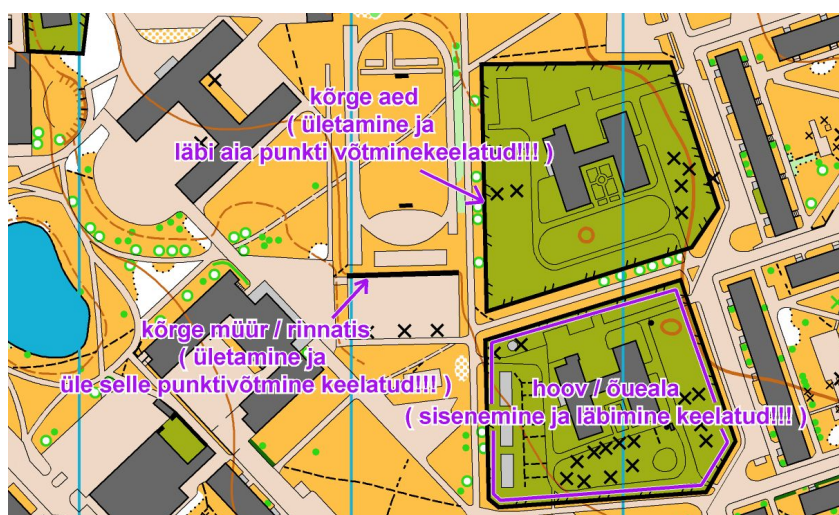 kõrge aed
( ületamine ja
läbi aia punkti võtminekeelatud!!! )
kõrge müür / rinnatis
( ületamine ja
üle selle punktivõtmine keelatud!!! )
hoov / õueala
( sisenemine ja läbimine keelatud!!! )